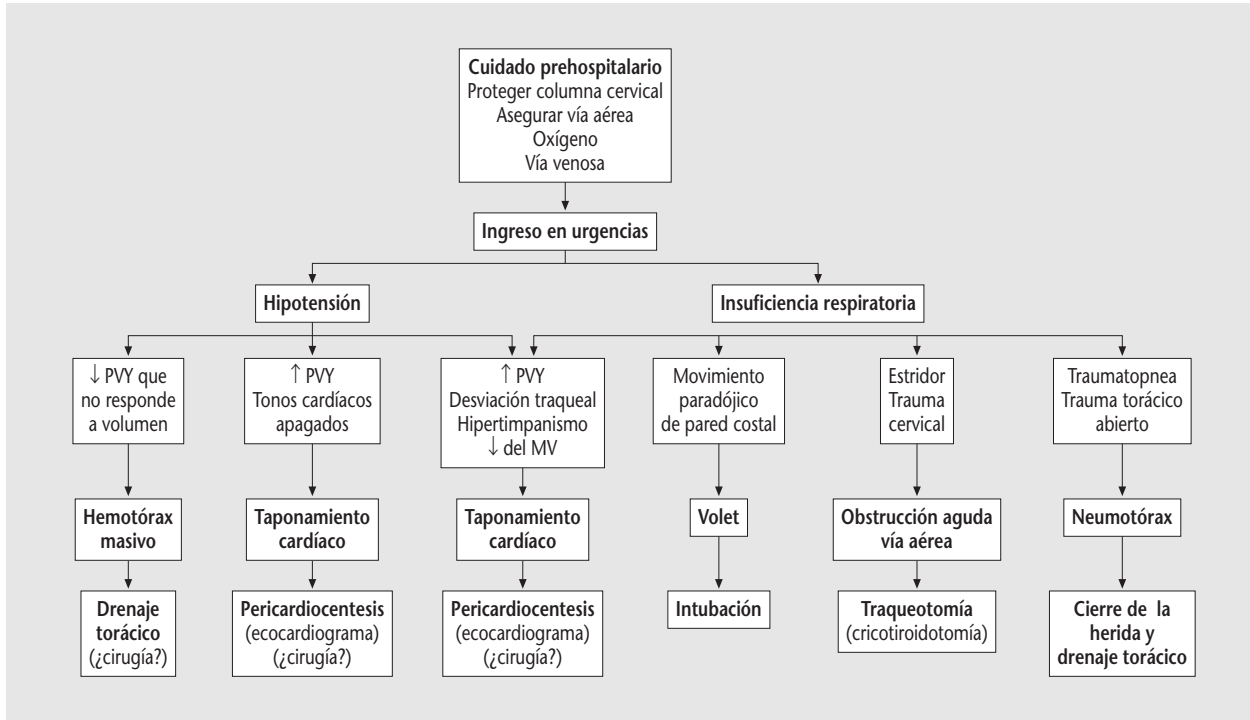 Cuidado prehospitalario
Proteger columna cervical
Asegurar vía aérea
Oxígeno
Vía venosa
Ingreso en urgencias
Hipotensión
Insuficiencia respiratoria
↓ PVY que
no responde
a volumen
↑ PVY
Tonos cardíacos
apagados
↑ PVY
Desviación traqueal
Hipertimpanismo
↓ del MV
Movimiento
paradójico
de pared costal
Estridor
Trauma
cervical
Traumatopnea
Trauma torácico
abierto
Hemotórax
masivo
Taponamiento
cardíaco
Taponamiento
cardíaco
Volet
Obstrucción aguda
vía aérea
Neumotórax
Drenaje
torácico
(¿cirugía?)
Pericardiocentesis
(ecocardiograma)
(¿cirugía?)
Pericardiocentesis
(ecocardiograma)
(¿cirugía?)
Intubación
Traqueotomía
(cricotiroidotomía)
Cierre de la
herida y
drenaje torácico